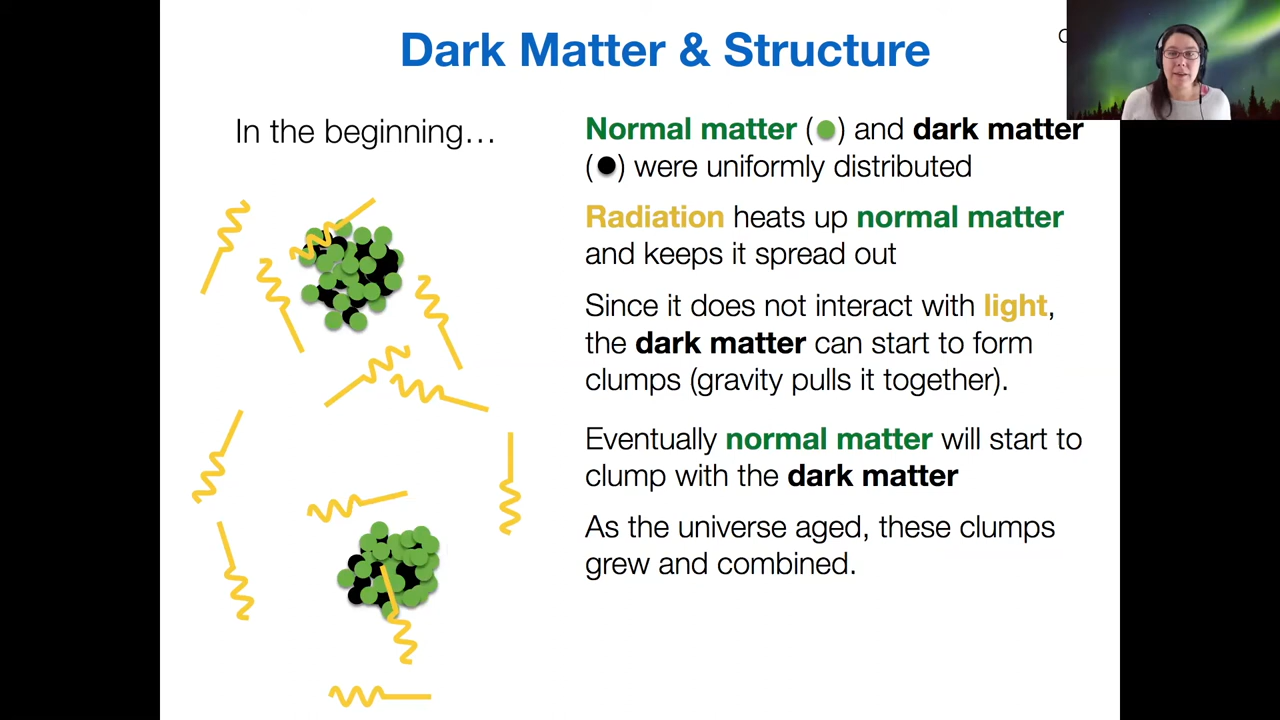 Dark Matter & Structure
In the beginning…
Normal matter () and dark matter
() were uniformly distributed
Radiation heats up normal matter
and keeps it spread out
Since it does not interact with light,
the dark matter can start to form
clumps (gravity pulls it together).
Eventually normal matter will start to
clump with the dark matter
As the universe aged, these clumps
grew and combined.